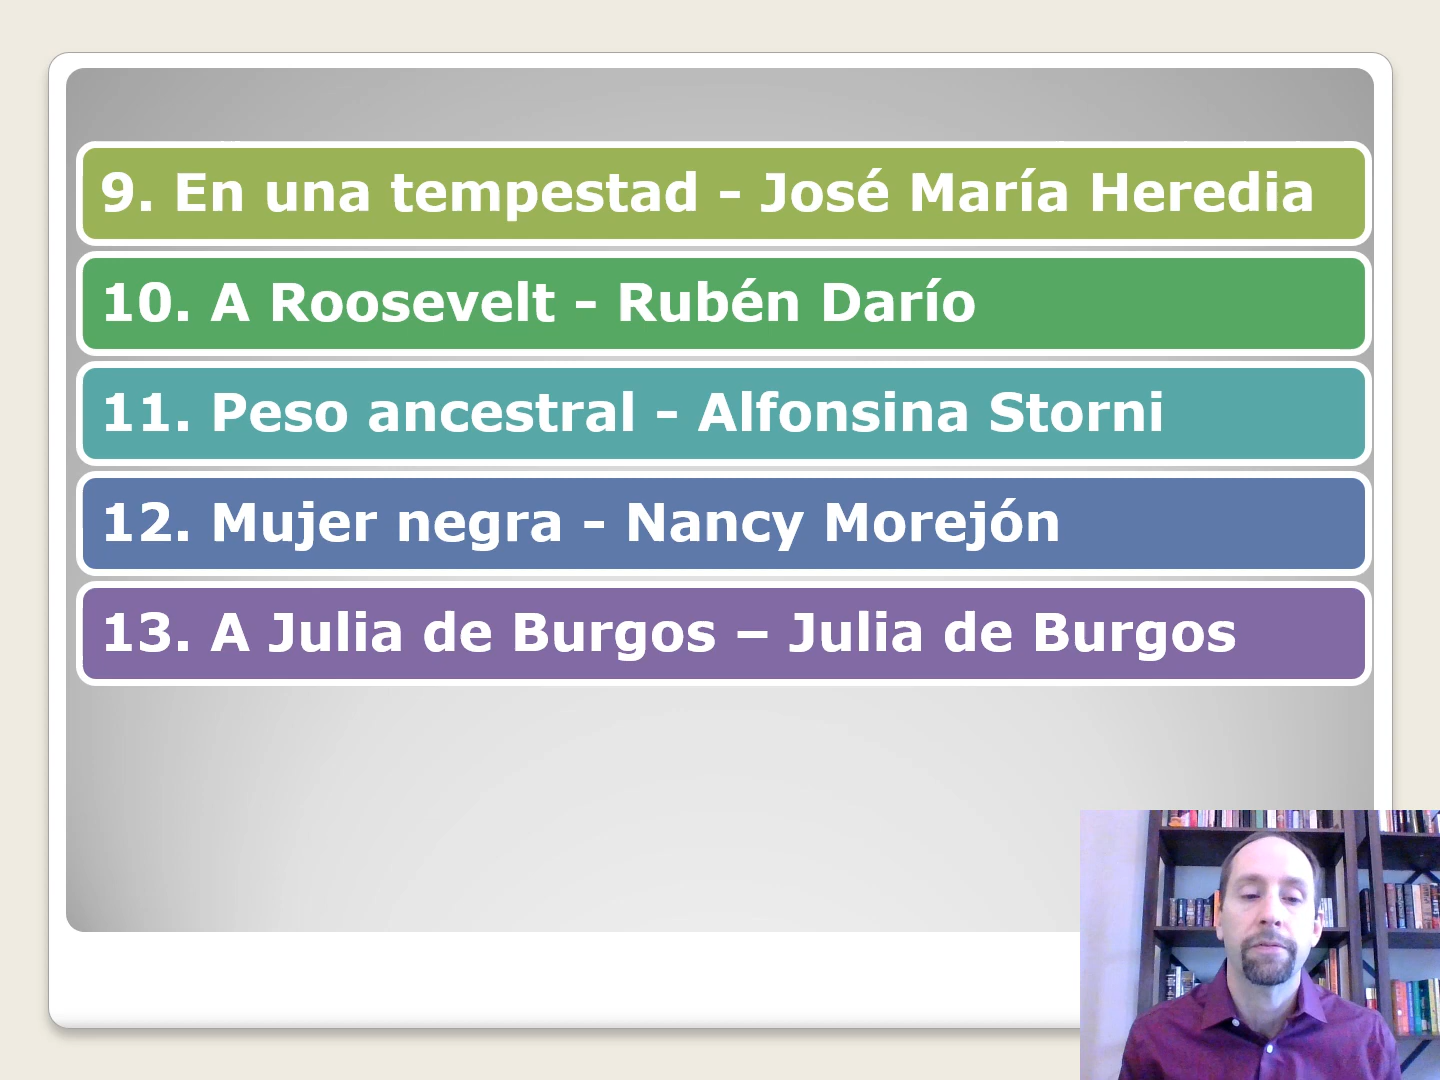 9. En una tempestad - José María Heredia
10. A Roosevelt - Rubén Darío
11. Peso ancestral - Alfonsina Storni
12. Mujer negra - Nancy Morejón
13. A Julia de Burgos – Julia de Burgos